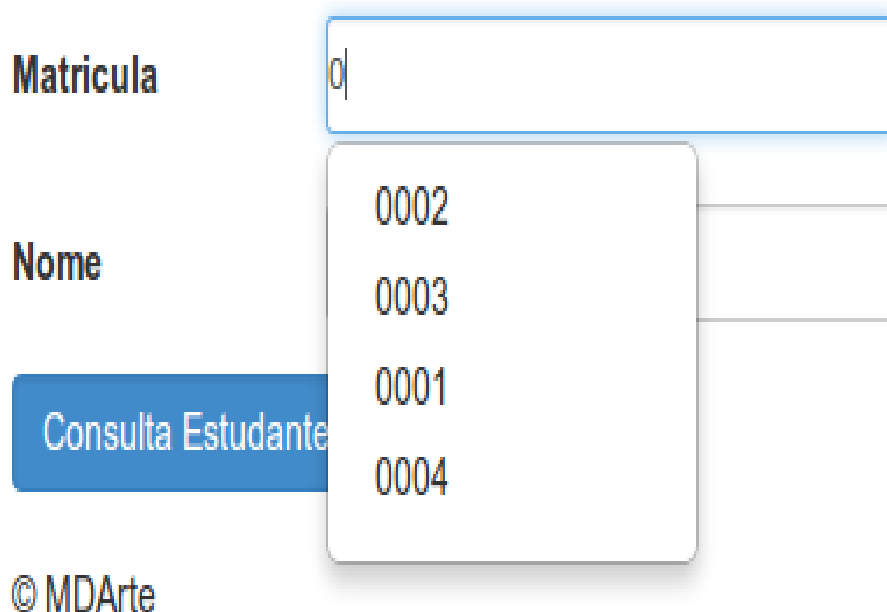 Matricula
0
0002
0003
0001
0004
Nome
Consulta Estudante
© MDArte